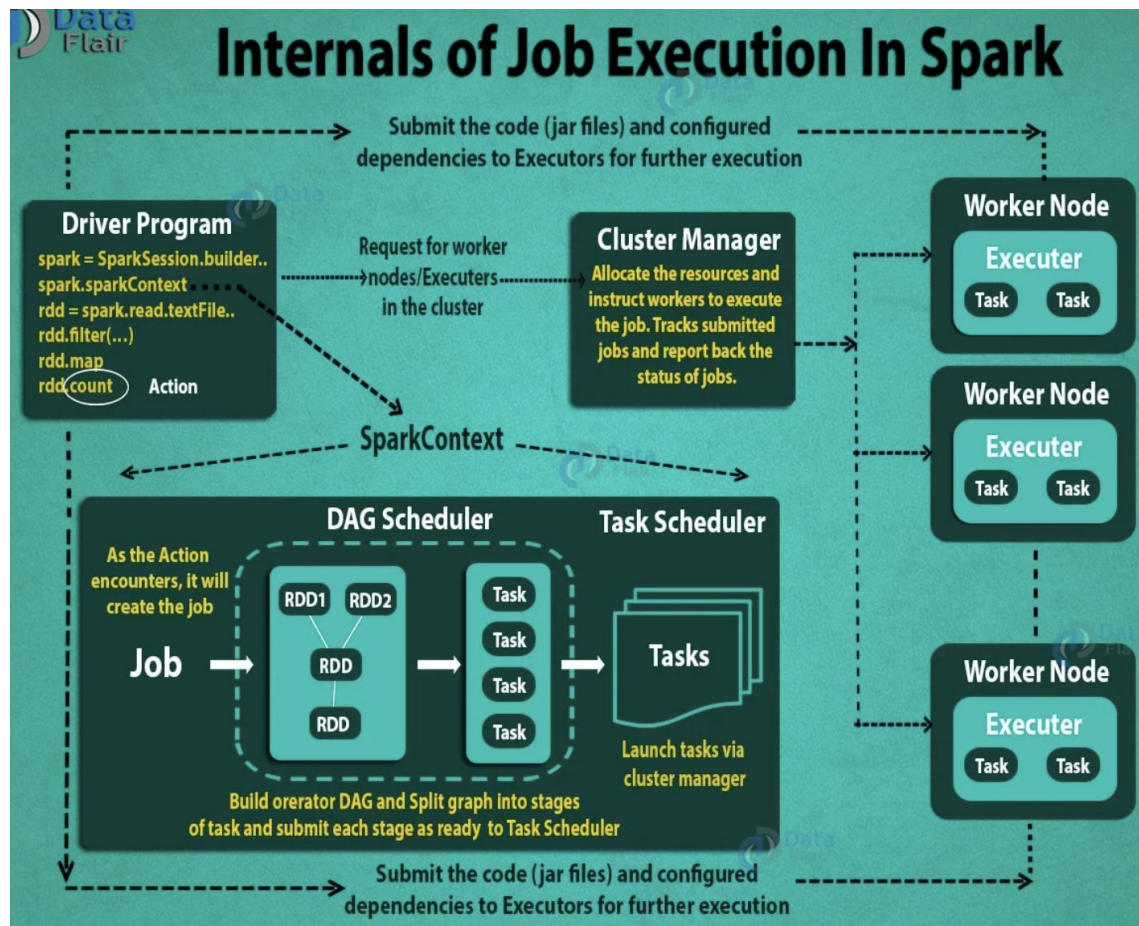 Data
Flair
Internals of Job Execution In Spark
Submit the code (jar files) and configured
dependencies to Executors for further execution
Driver Program
spark = SparkSession.builder..
spark.sparkContext
rdd = spark.read.textFile..
rdd.filter(...)
rdd.map
rdd.count
Action
Request for worker
nodes/Executers
in the cluster
Cluster Manager
Allocate the resources and
instruct workers to execute
the job. Tracks submitted
jobs and report back the
status of jobs.
Worker Node
Executer
Task Task
Worker Node
Executer
Task Task
Worker Node
Executer
Task Task
SparkContext
DAG Scheduler
Task Scheduler
As the Action
encounters, it will
create the job
Job
RDD1 RDD2
RDD
RDD
Task
Task
Task
Task
Tasks
Launch tasks via
cluster manager
Build orerator DAG and Split graph into stages
of task and submit each stage as ready to Task Scheduler
Submit the code (jar files) and configured
dependencies to Executors for further execution
Data
Data
Data
Data
Flair
Data